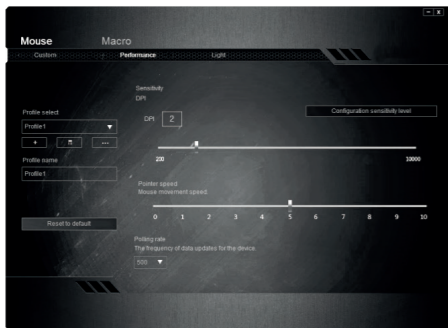 Mouse
Macro
Custom
Performance
Light
Sensitivity
DPI
DPI 2
Configuration sensitivity level
200
10000
Profile select
Profile1
+
...
Profile name
Profile1
Pointer speed
Mouse movement speed
0 1 2 3 4 5 6 7 8 9 10
Reset to default
Polling rate
The frequency of data updates for the device
500